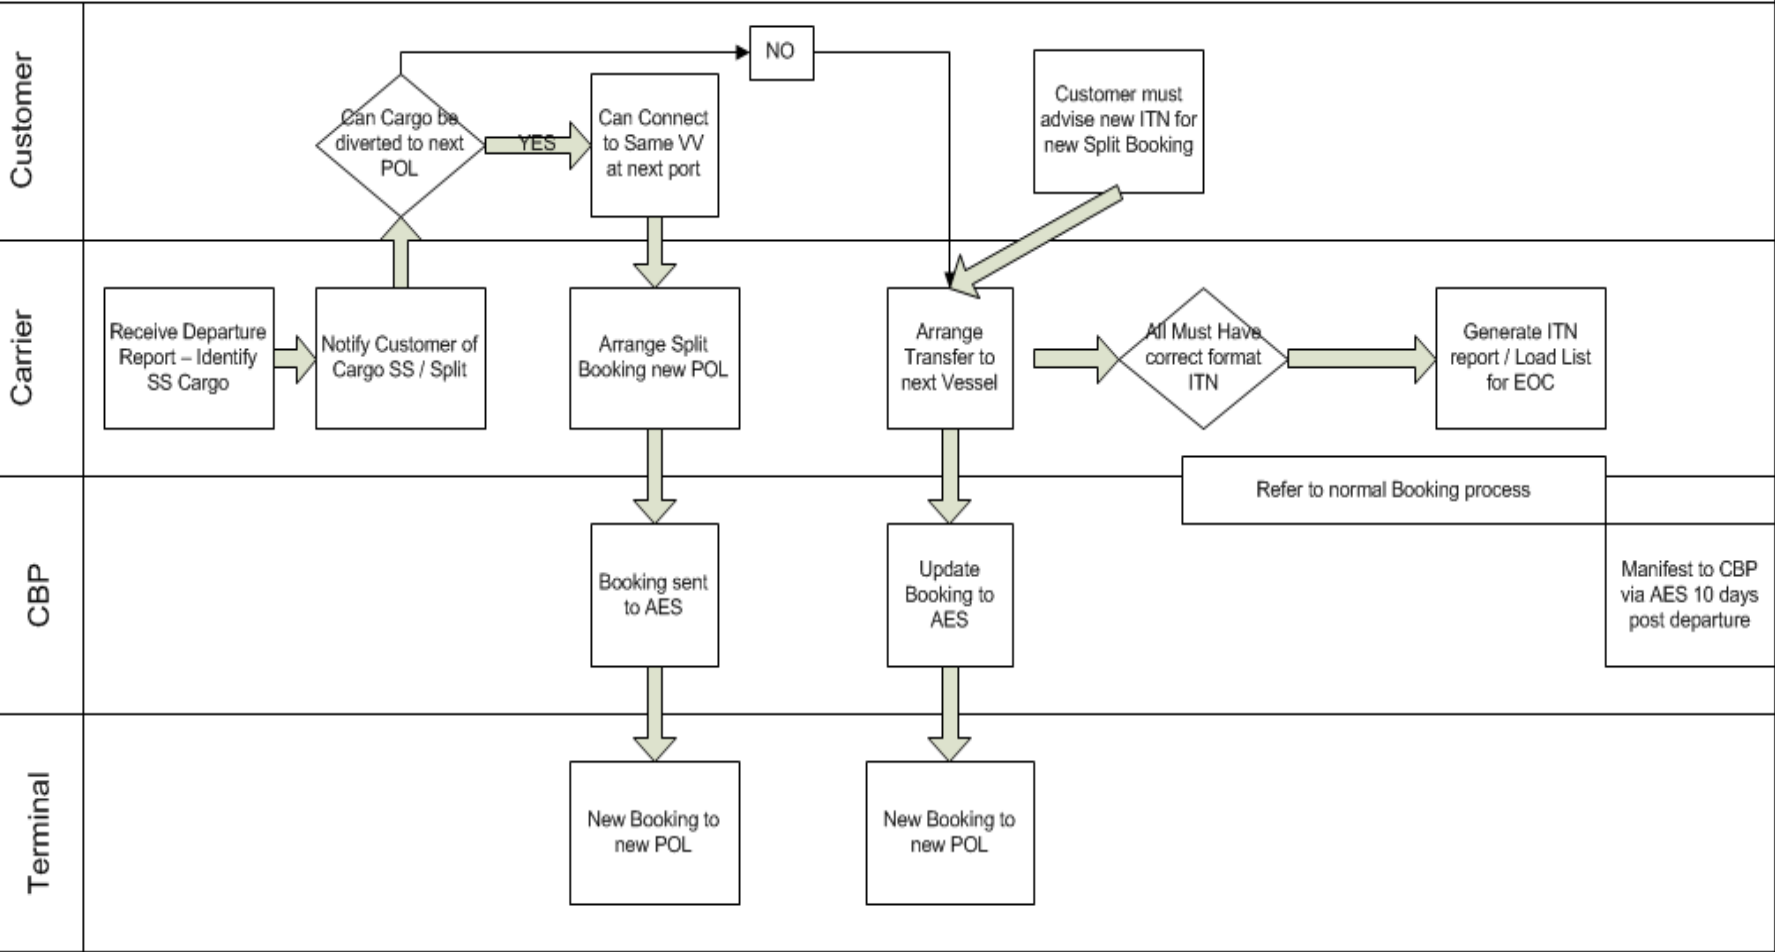 Customer
NO
Can Cargo be
diverted to next
POL
YES
Can Connect
to Same VV
at next port
Customer must
advise new ITN for
new Split Booking
Carrier
Receive Departure
Report – Identify
SS Cargo
Notify Customer of
Cargo SS / Split
Arrange Split
Booking new POL
Arrange
Transfer to
next Vessel
All Must Have
correct format
ITN
Generate ITN
report / Load List
for EOC
Refer to normal Booking process
CBP
Booking sent
to AES
Update
Booking to
AES
Manifest to CBP
via AES 10 days
post departure
Terminal
New Booking to
new POL
New Booking to
new POL